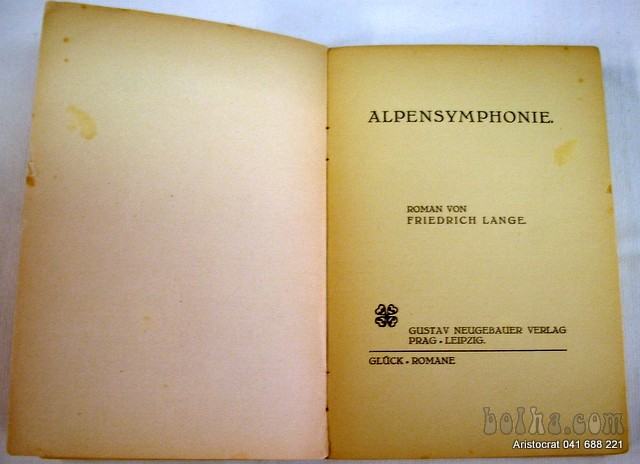 ALPENSYMPHONIE.
ROMAN VON
FRIEDRICH LANGE.
GUSTAV NEUGEBAUER VERLAG
PRAG - LEIPZIG.
GLÜCK - ROMANE
bolha.com
Aristocrat 041 688 221